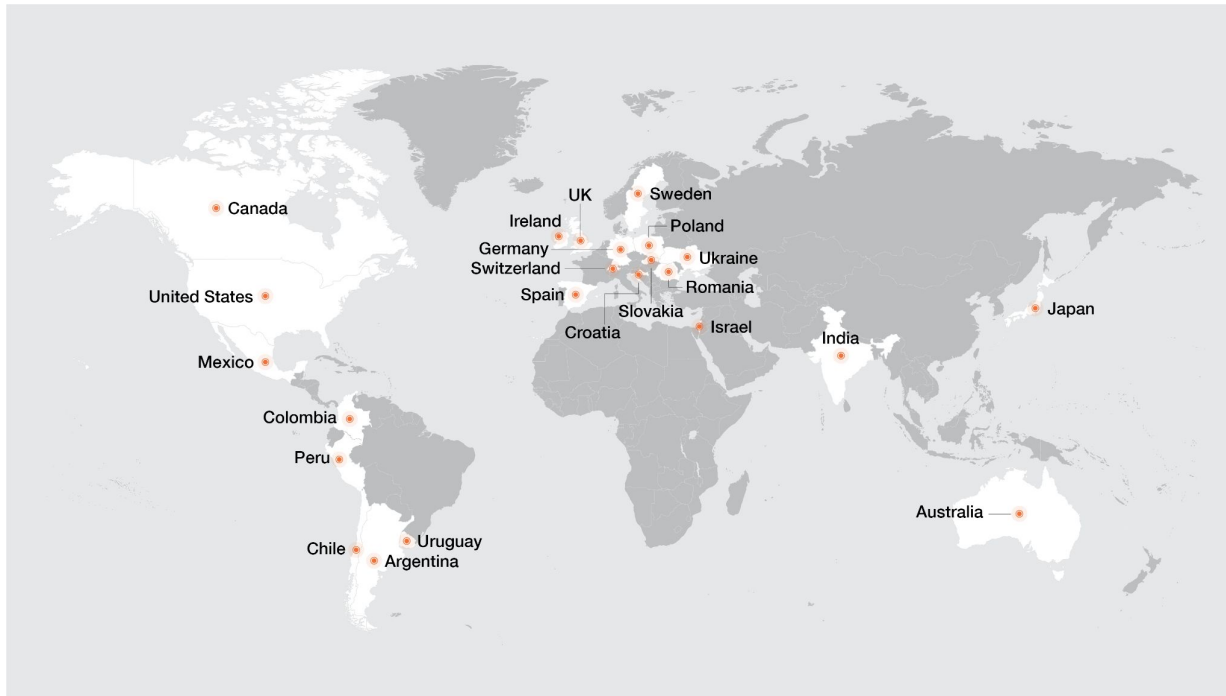 Canada
United States
Mexico
Colombia
Peru
Chile
Uruguay
Argentina
UK
Ireland
Sweden
Poland
Germany
Switzerland
Ukraine
Romania
Spain
Slovakia
Croatia
Israel
India
Japan
Australia